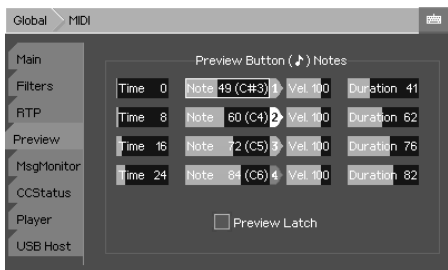 Global MIDI
Main
Filters
RTP
Preview
MsgMonitor
CCStatus
Player
USB Host
Preview Button (♪) Notes
Time 0 Note 49 (C#3) 1 Vel 100 Duration 41
Time 8 Note 60 (C4) 2 Vel 100 Duration 62
Time 16 Note 72 (C5) 3 Vel 100 Duration 76
Time 24 Note 84 (C6) 4 Vel 100 Duration 82
Preview Latch